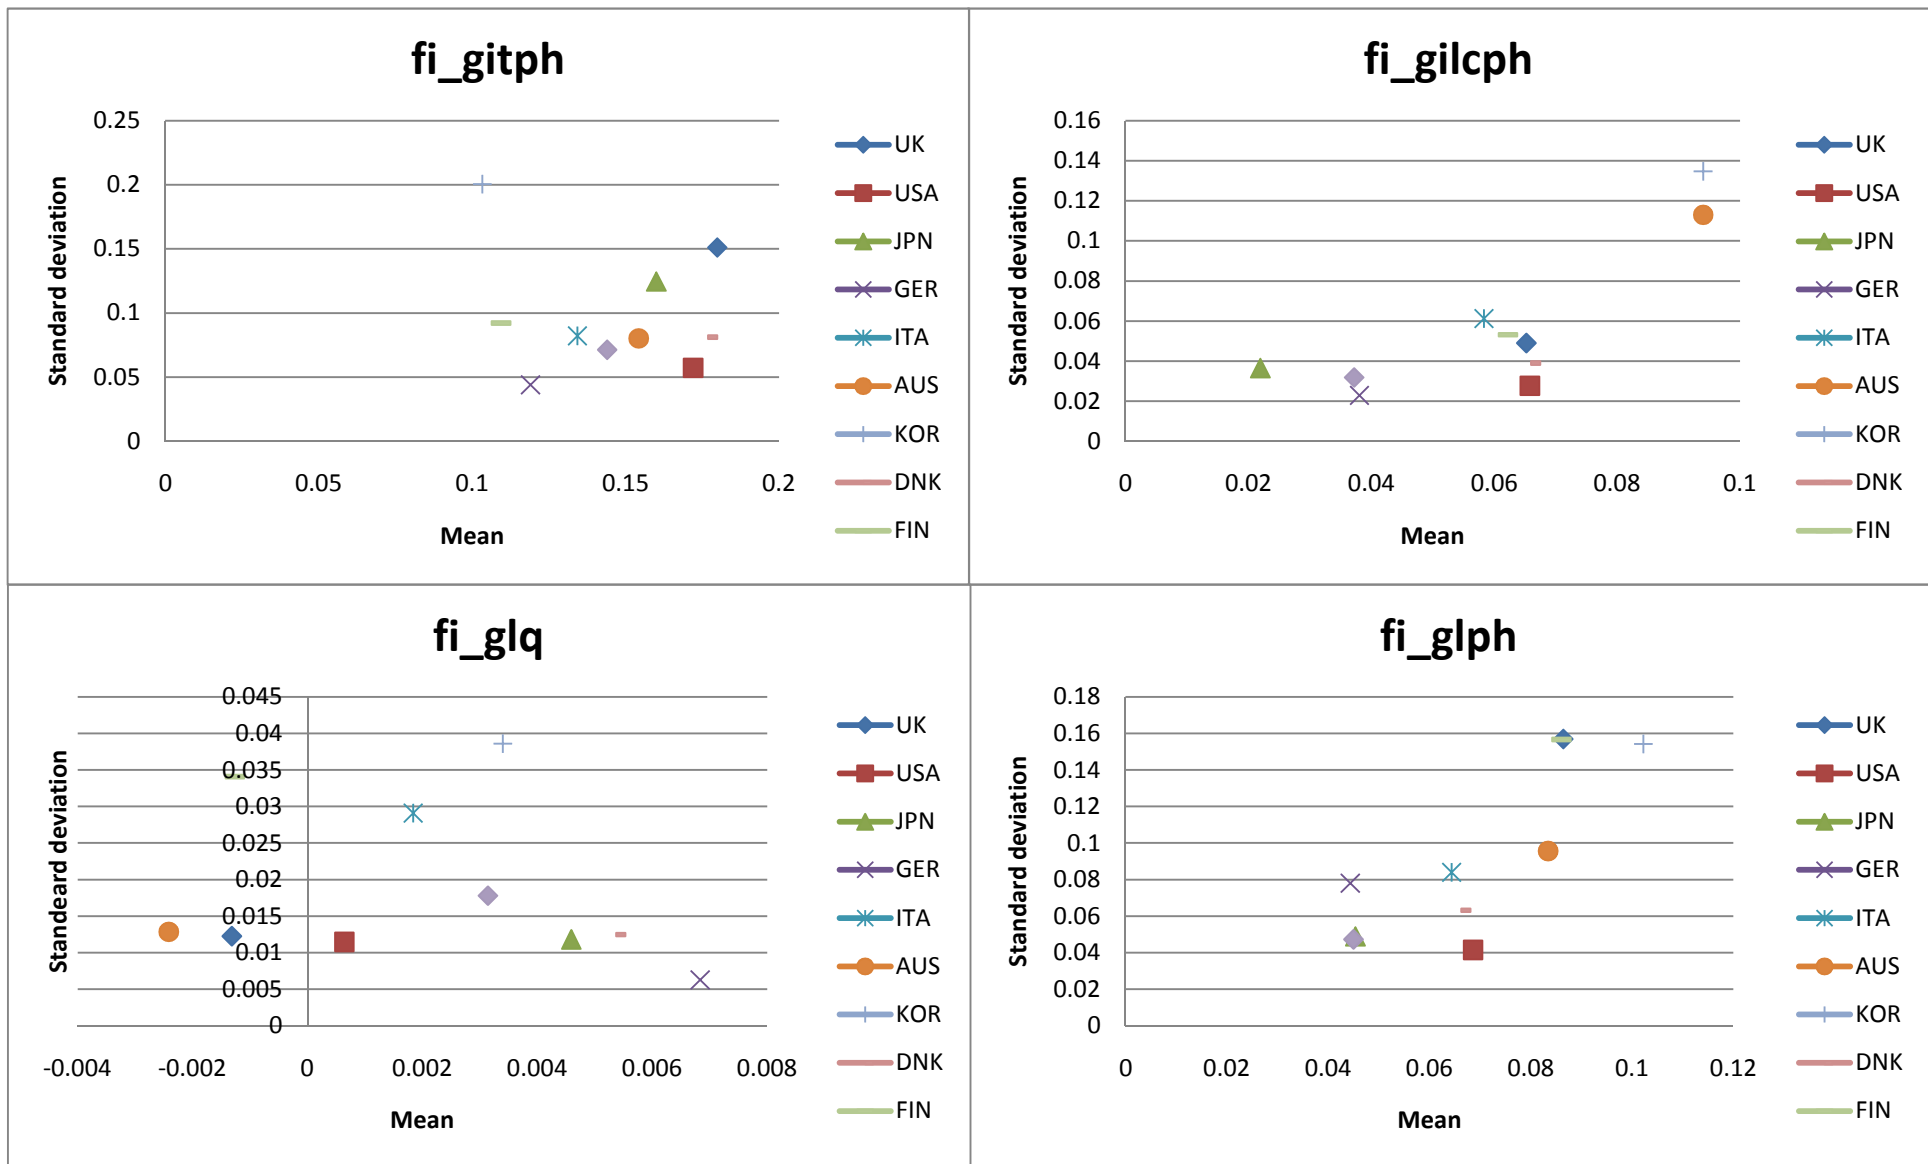 fi_gitph
Standard deviation
0.25
0.2
0.15
0.1
0.05
0
0 0.05 0.1 0.15 0.2
Mean
UK
USA
JPN
GER
ITA
AUS
KOR
DNK
FIN
fi_gilcph
Standard deviation
0.16
0.14
0.12
0.1
0.08
0.06
0.04
0.02
0
0 0.02 0.04 0.06 0.08 0.1
Mean
UK
USA
JPN
GER
ITA
AUS
KOR
DNK
FIN
fi_glq
Standeard deviation
0.045
0.04
0.035
0.03
0.025
0.02
0.015
0.01
0.005
0
-0.004 -0.002 0 0.002 0.004 0.006 0.008
Mean
UK
USA
JPN
GER
ITA
AUS
KOR
DNK
FIN
fi_glph
Standard deviation
0.18
0.16
0.14
0.12
0.1
0.08
0.06
0.04
0.02
0
0 0.02 0.04 0.06 0.08 0.1 0.12
Mean
UK
USA
JPN
GER
ITA
AUS
KOR
DNK
FIN